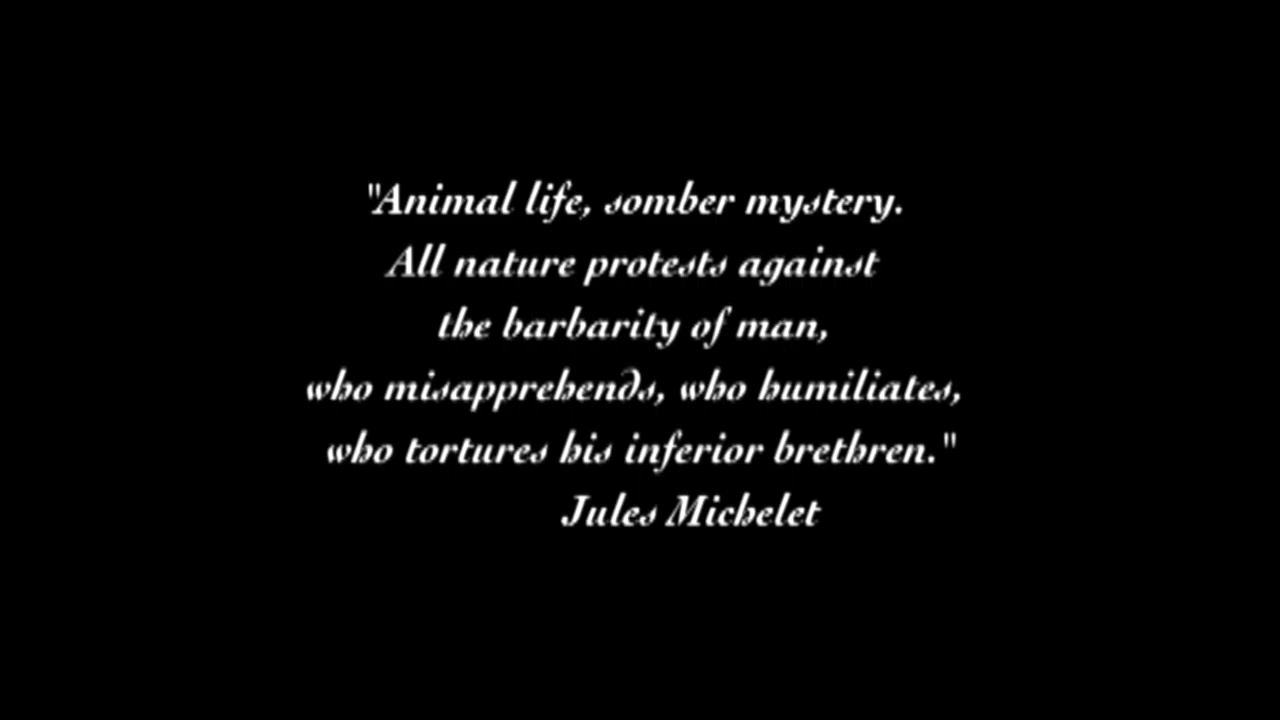 "Animal life, somber mystery.
All nature protests against
the barbarity of man,
who misapprehends, who humiliates,
who tortures his inferior brethren."
Jules Michelet